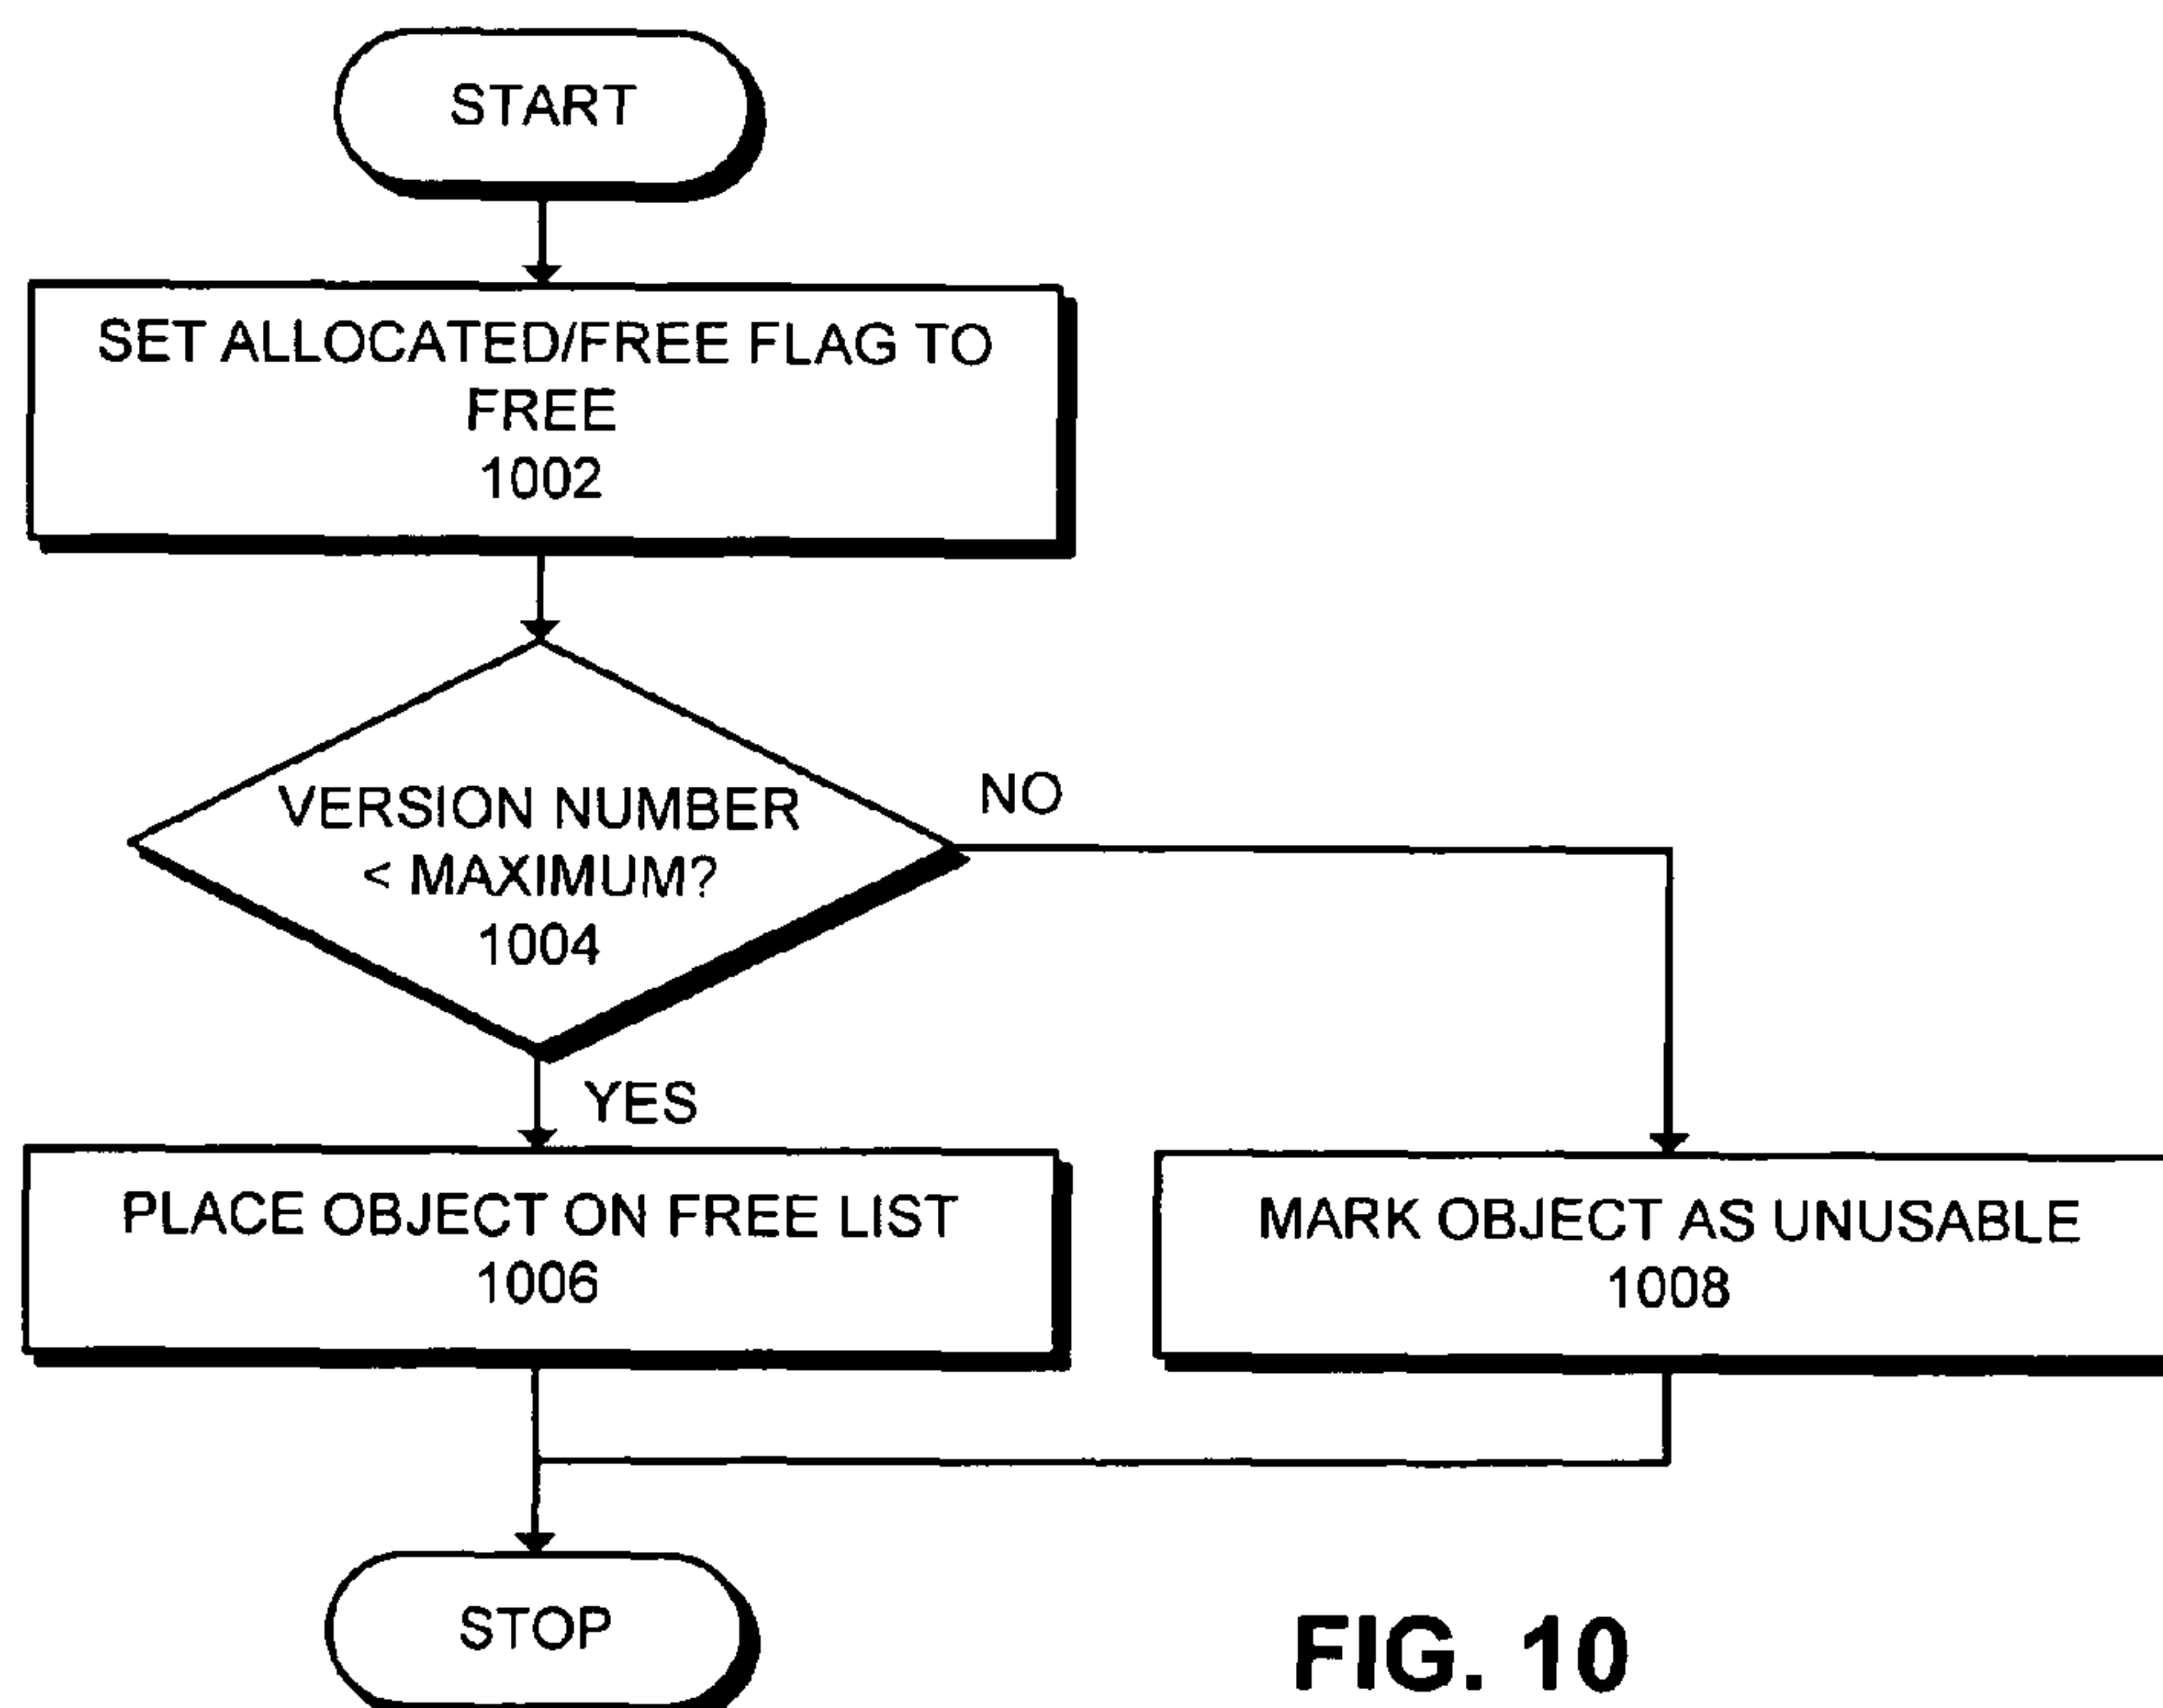 START
SET ALLOCATED/FREE FLAG TO
FREE
1002
VERSION NUMBER
< MAXIMUM?
1004
NO
YES
PLACE OBJECT ON FREE LIST
1006
MARK OBJECT AS UNUSABLE
1008
STOP
FIG. 10